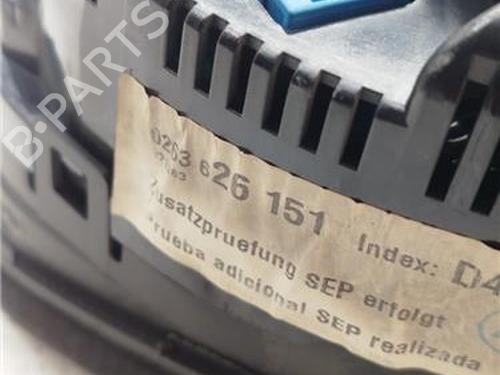 B-PARTS
0263 626 151 Index: D4
Zusatzpruefung SEP erfolgt
Prueba adicional SEP realizada